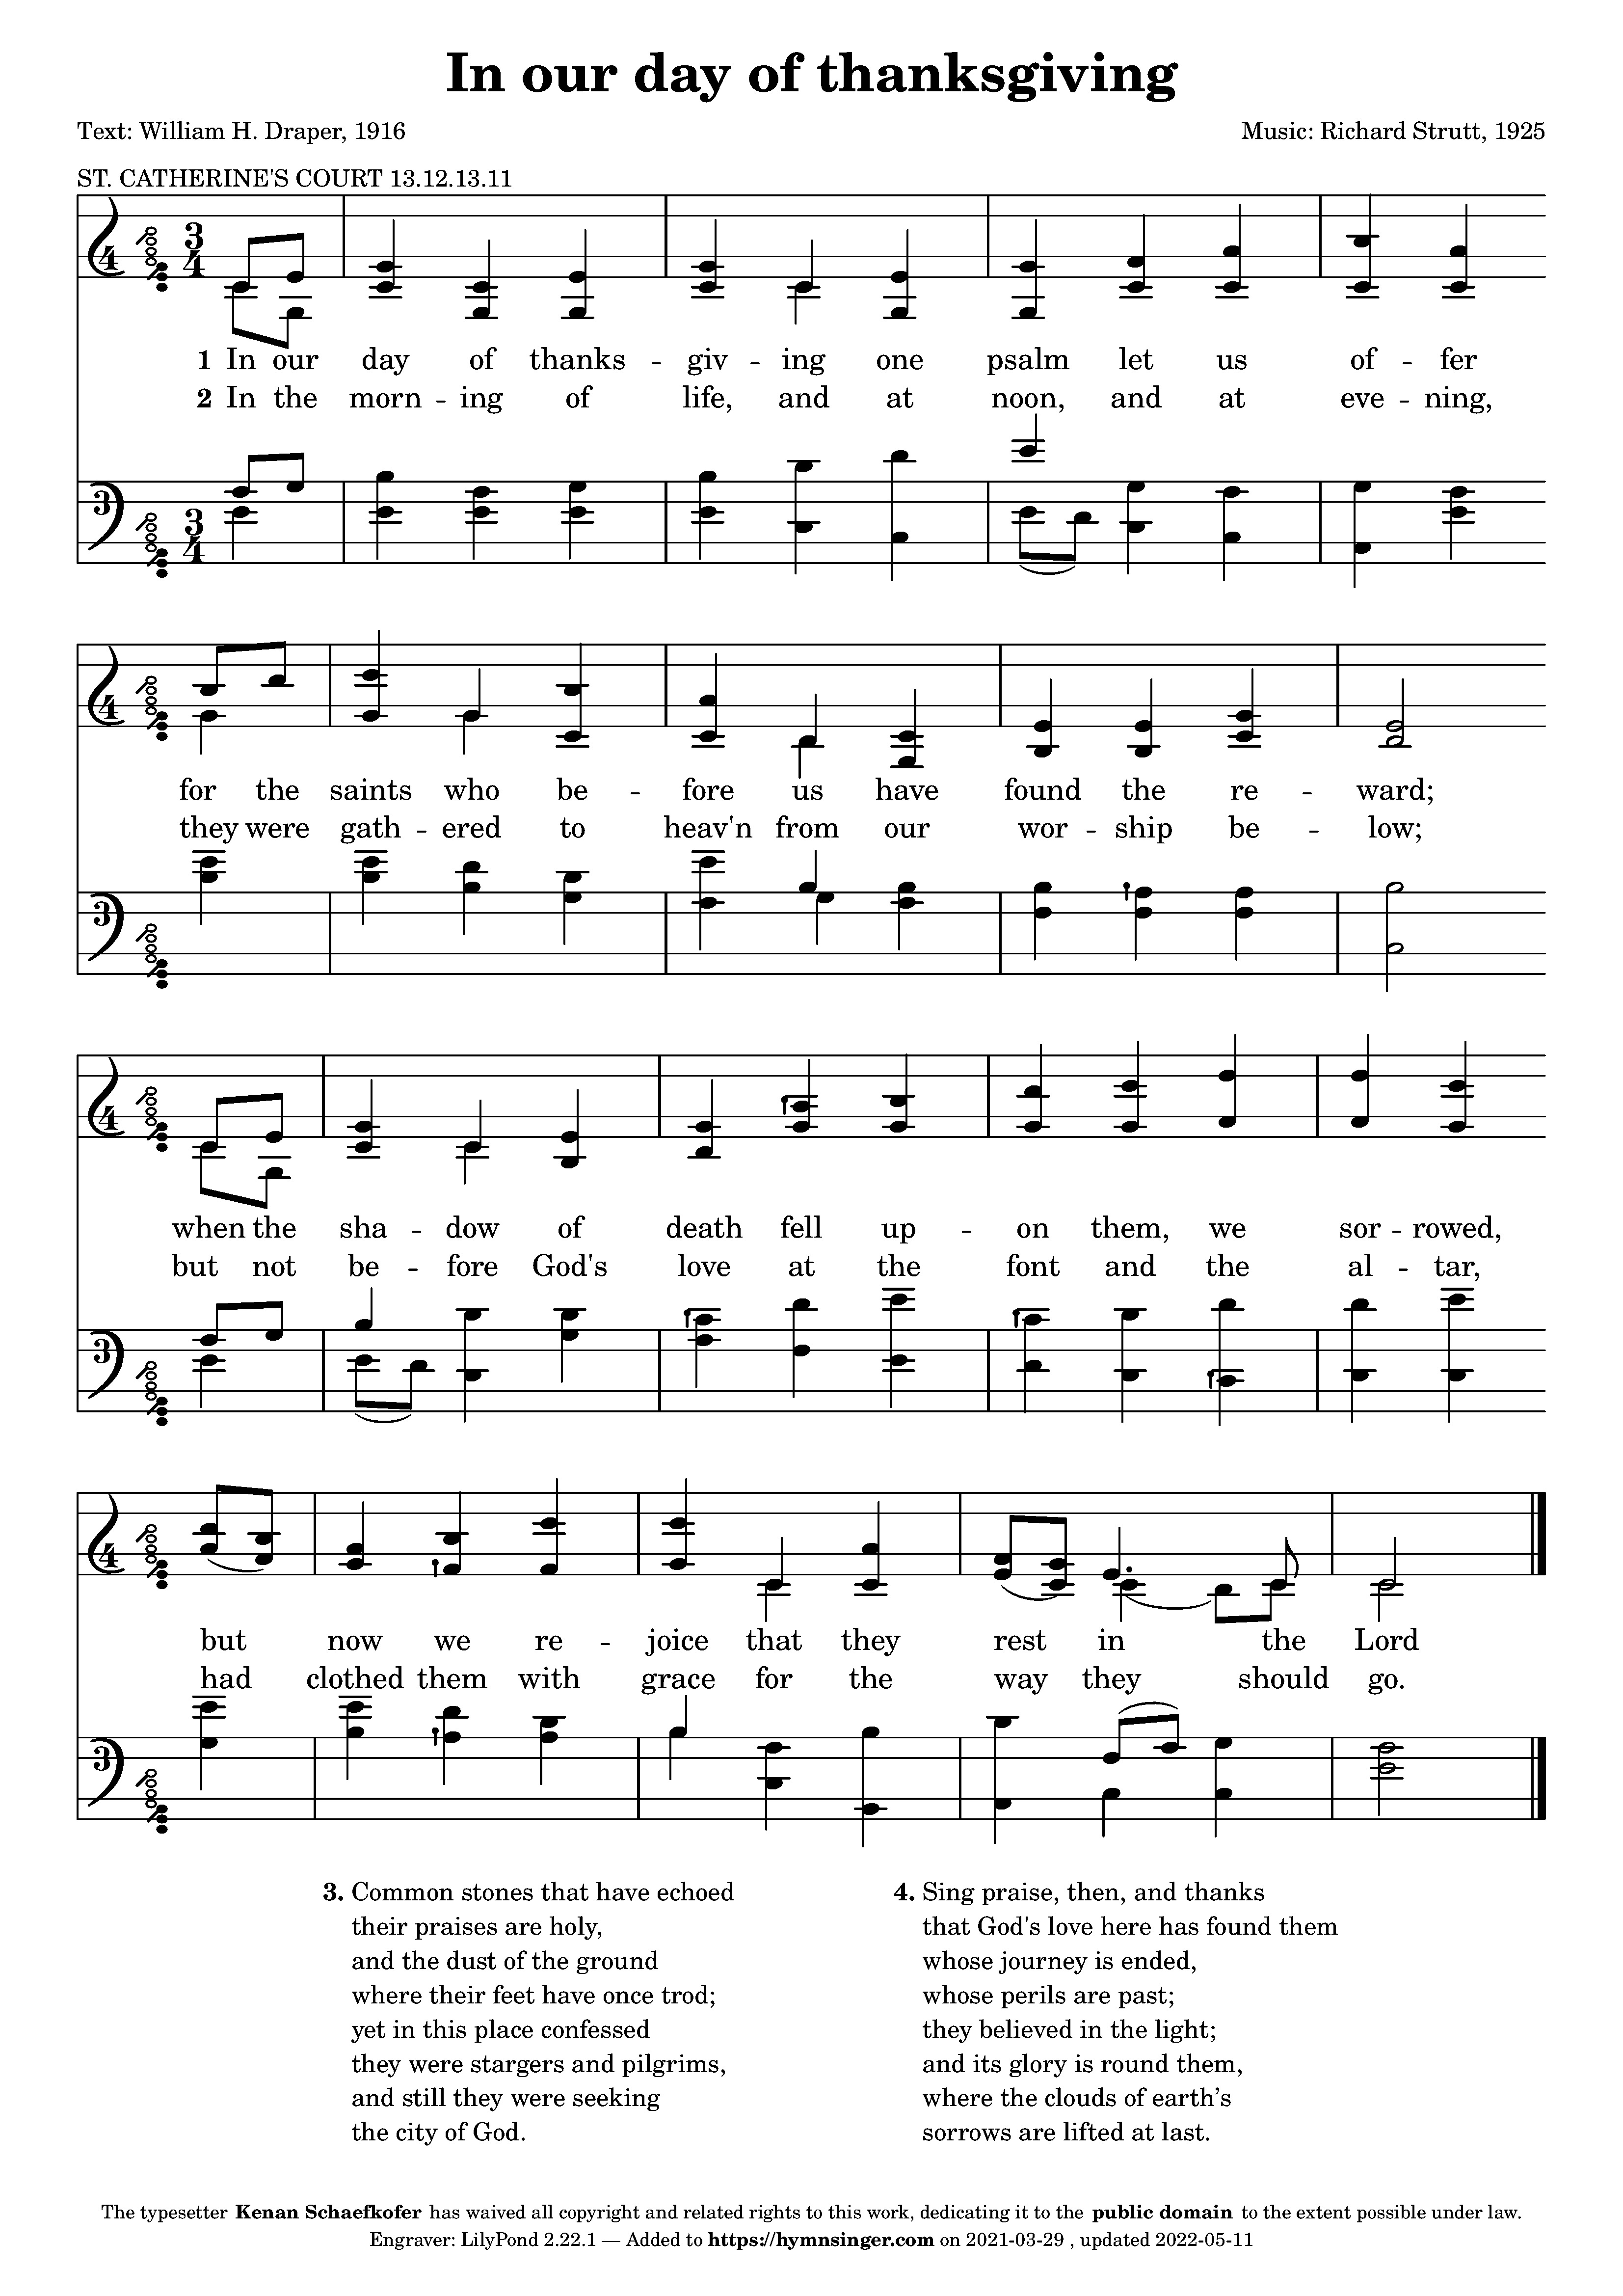 In our day of thanksgiving
Text: William H. Draper, 1916
Music: Richard Strutt, 1925
ST. CATHERINE'S COURT 13.12.13.11
1 In our day of thanks - giv - ing one psalm let us of - fer
2 In the morn - ing of life, and at noon, and at eve - ning,
for the saints who be - fore us have found the re - ward;
they were gath - ered to heav'n from our wor - ship be - low;
when the sha - dow of death fell up - on them, we sor - rowed,
but not be - fore God's love at the font and the al - tar,
but now we re - joice that they rest in the Lord
had clothed them with grace for the way they should go.
3. Common stones that have echoed
their praises are holy,
and the dust of the ground
where their feet have once trod;
yet in this place confessed
they were stargers and pilgrims,
and still they were seeking
the city of God.
4. Sing praise, then, and thanks
that God's love here has found them
whose journey is ended,
whose perils are past;
they believed in the light;
and its glory is round them,
where the clouds of earth’s
sorrows are lifted at last.
The typesetter Kenan Schaefkofer has waived all copyright and related rights to this work, dedicating it to the public domain to the extent possible under law.
Engraver: LilyPond 2.22.1 — Added to https://hymnsinger.com on 2021-03-29 , updated 2022-05-11